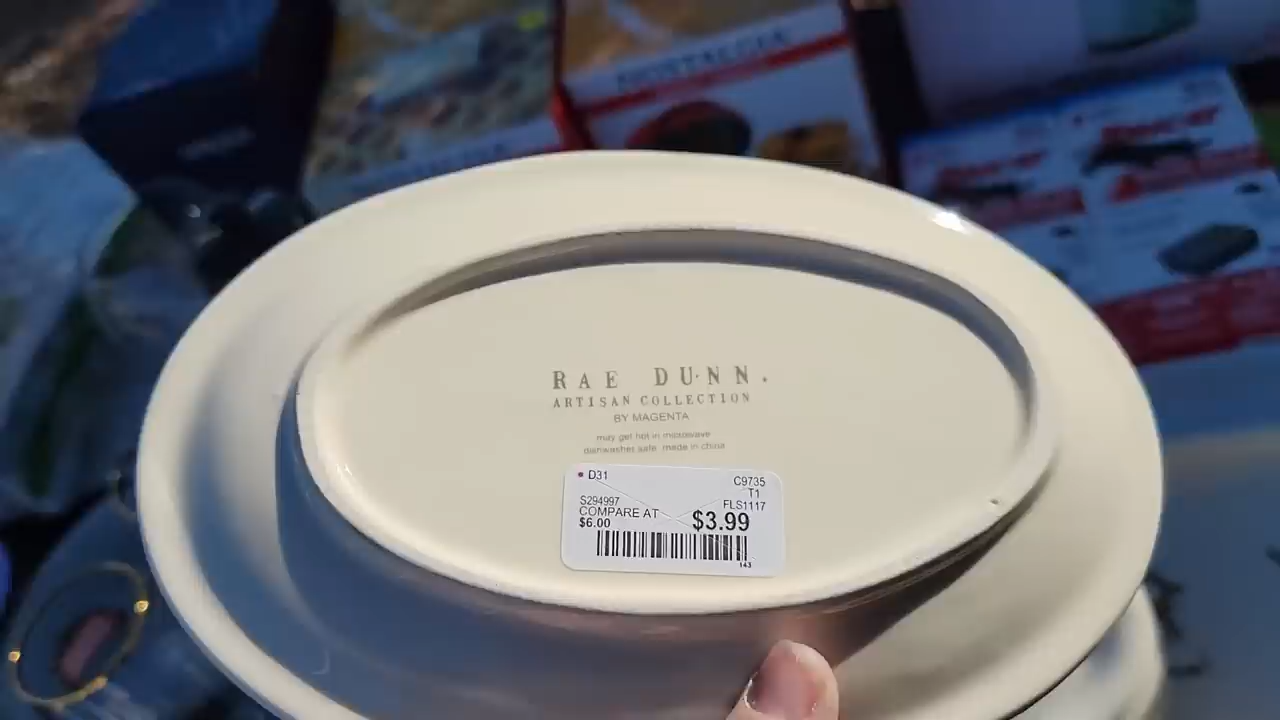 NOSTALGIA
RAE DUNN.
ARTISAN COLLECTION
BY MAGENTA
may get hot in microwave
dishwasher safe made in china
D31
C9735
T1
S294997
FLS1117
COMPARE AT
$6.00
$3.99
143